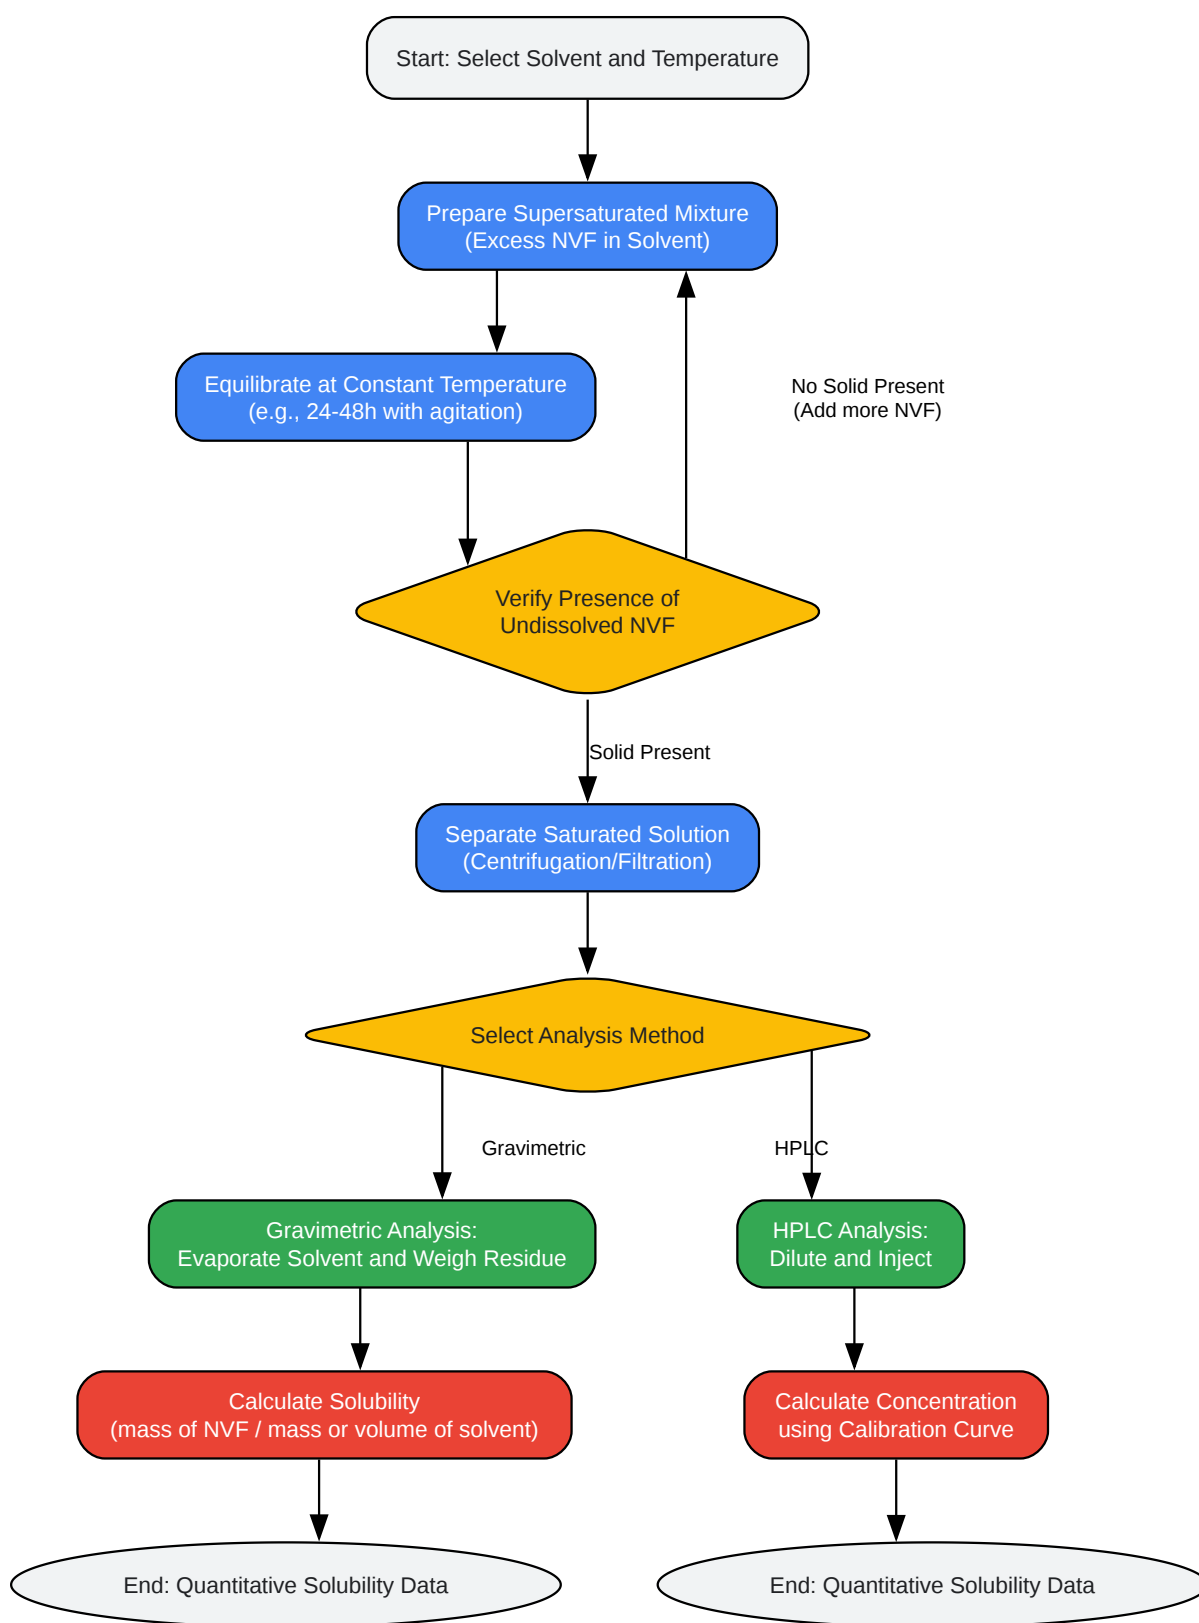 Start: Select Solvent and Temperature
Prepare Supersaturated Mixture
(Excess NVF in Solvent)
Equilibrate at Constant Temperature
(e.g., 24-48h with agitation)
No Solid Present
(Add more NVF)
Verify Presence of
Undissolved NVF
Solid Present
Separate Saturated Solution
(Centrifugation/Filtration)
Select Analysis Method
Gravimetric
HPLC
Gravimetric Analysis:
Evaporate Solvent and Weigh Residue
HPLC Analysis:
Dilute and Inject
Calculate Solubility
(mass of NVF / mass or volume of solvent)
Calculate Concentration
using Calibration Curve
End: Quantitative Solubility Data
End: Quantitative Solubility Data